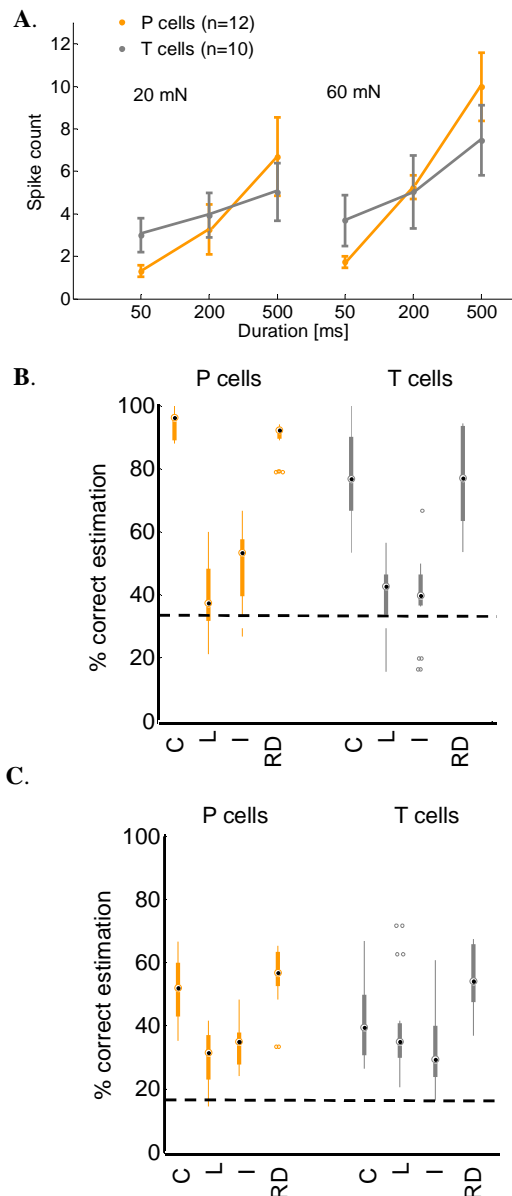 A.
P cells (n=12)
T cells (n=10)
20 mN
60 mN
Spike count
12
10
8
6
4
2
0
50 200 500 50 200 500
Duration [ms]
B.
P cells T cells
% correct estimation
100
80
60
40
20
0
C L I RD C L I RD
C.
P cells T cells
% correct estimation
100
80
60
40
20
0
C L I RD C L I RD